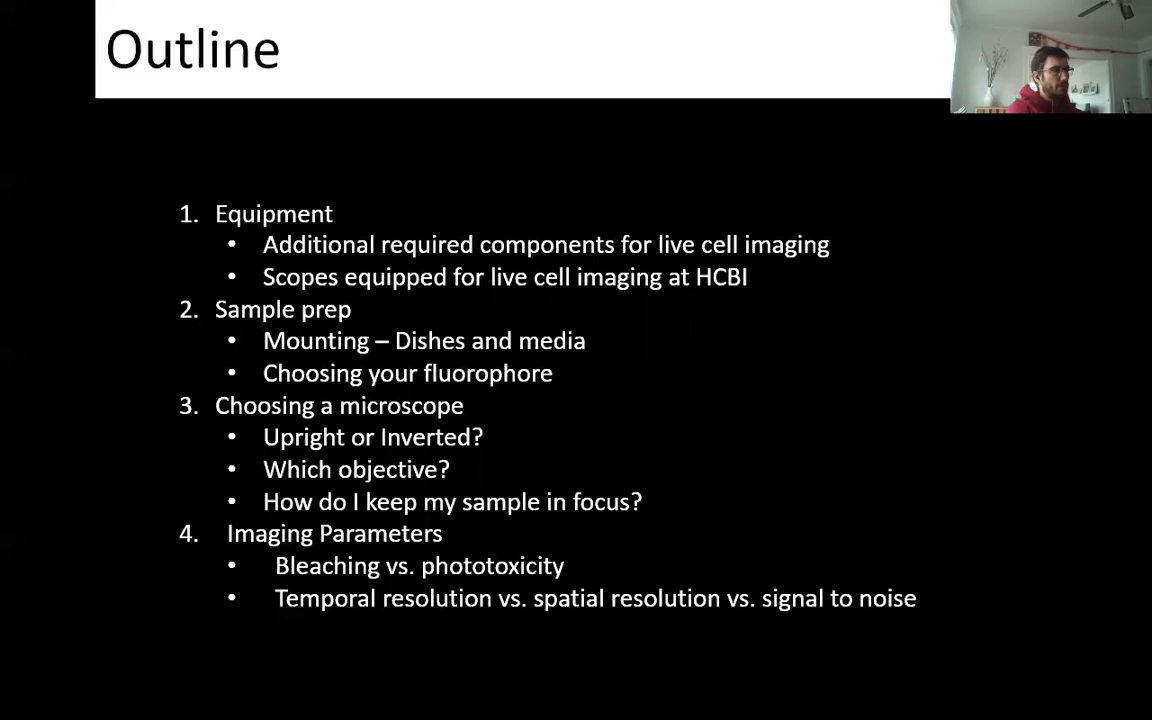 Outline
1. Equipment
• Additional required components for live cell imaging
• Scopes equipped for live cell imaging at HCBI
2. Sample prep
• Mounting – Dishes and media
• Choosing your fluorophore
3. Choosing a microscope
• Upright or Inverted?
• Which objective?
• How do I keep my sample in focus?
4. Imaging Parameters
• Bleaching vs. phototoxicity
• Temporal resolution vs. spatial resolution vs. signal to noise